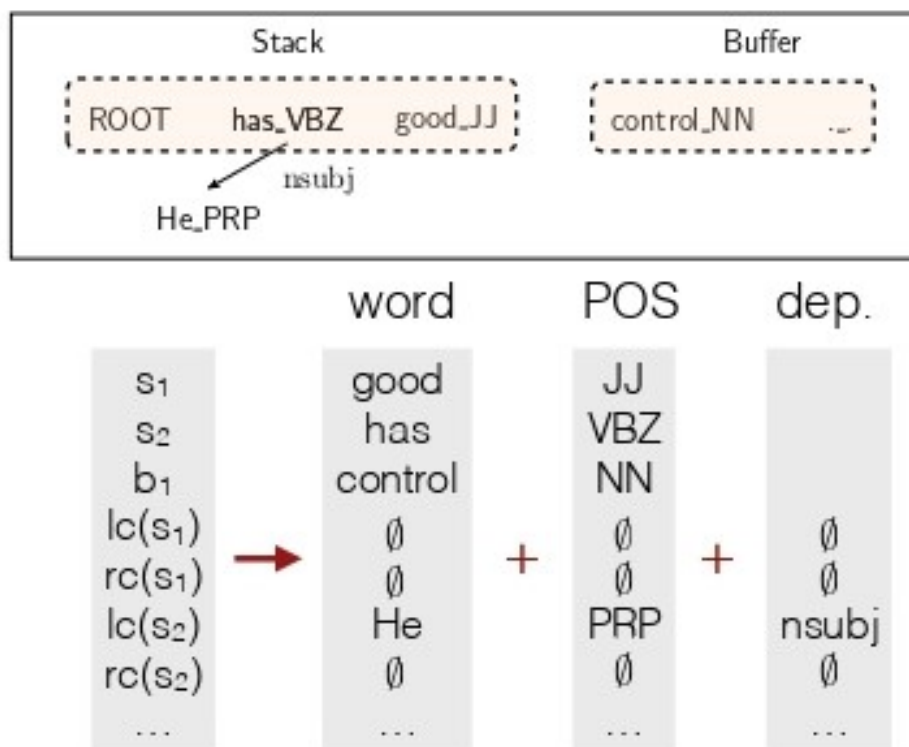 Stack Buffer
ROOT has_VBZ good_JJ control_NN ._.
nsubj
He_PRP
word POS dep.
s₁ good JJ
s₂ has VBZ
b₁ control NN
lc(s₁) ∅ + ∅ + ∅
rc(s₁) ∅ ∅ ∅
lc(s₂) He PRP nsubj
rc(s₂) ∅ ∅ ∅
... ... ... ...